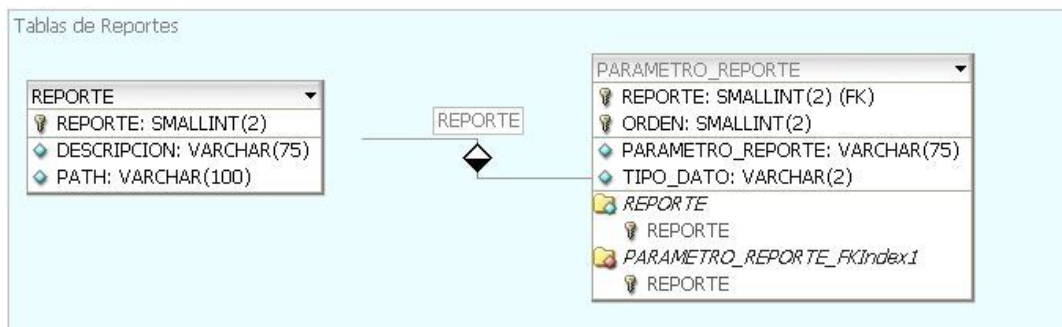 Tablas de Reportes
REPORTE
REPORTE: SMALLINT(2)
DESCRIPCION: VARCHAR(75)
PATH: VARCHAR(100)
REPORTE
PARAMETRO_REPORTE
REPORTE: SMALLINT(2) (FK)
ORDEN: SMALLINT(2)
PARAMETRO_REPORTE: VARCHAR(75)
TIPO_DATO: VARCHAR(2)
REPORTE
REPORTE
PARAMETRO_REPORTE_FKIndex1
REPORTE